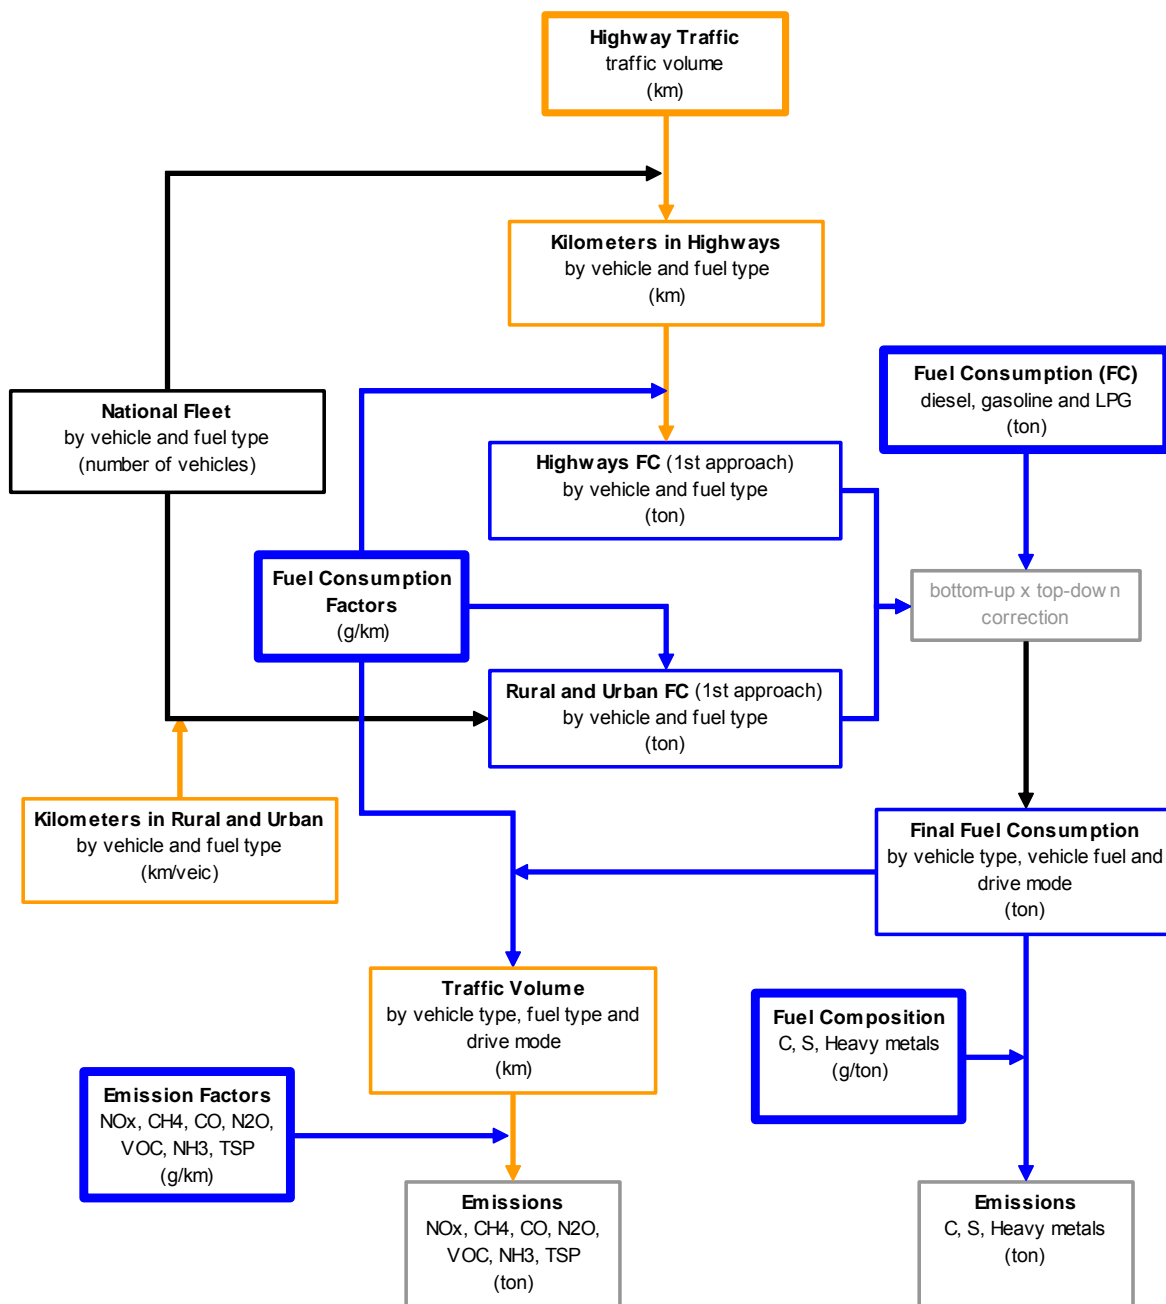 Highway Traffic
traffic volume
(km)
Kilometers in Highways
by vehicle and fuel type
(km)
Fuel Consumption (FC)
diesel, gasoline and LPG
(ton)
National Fleet
by vehicle and fuel type
(number of vehicles)
Highways FC (1st approach)
by vehicle and fuel type
(ton)
Fuel Consumption
Factors
(g/km)
bottom-up x top-down
correction
Rural and Urban FC (1st approach)
by vehicle and fuel type
(ton)
Kilometers in Rural and Urban
by vehicle and fuel type
(km/veic)
Final Fuel Consumption
by vehicle type, vehicle fuel and
drive mode
(ton)
Traffic Volume
by vehicle type, fuel type and
drive mode
(km)
Fuel Composition
C, S, Heavy metals
(g/ton)
Emission Factors
NOx, CH4, CO, N2O,
VOC, NH3, TSP
(g/km)
Emissions
NOx, CH4, CO, N2O,
VOC, NH3, TSP
(ton)
Emissions
C, S, Heavy metals
(ton)